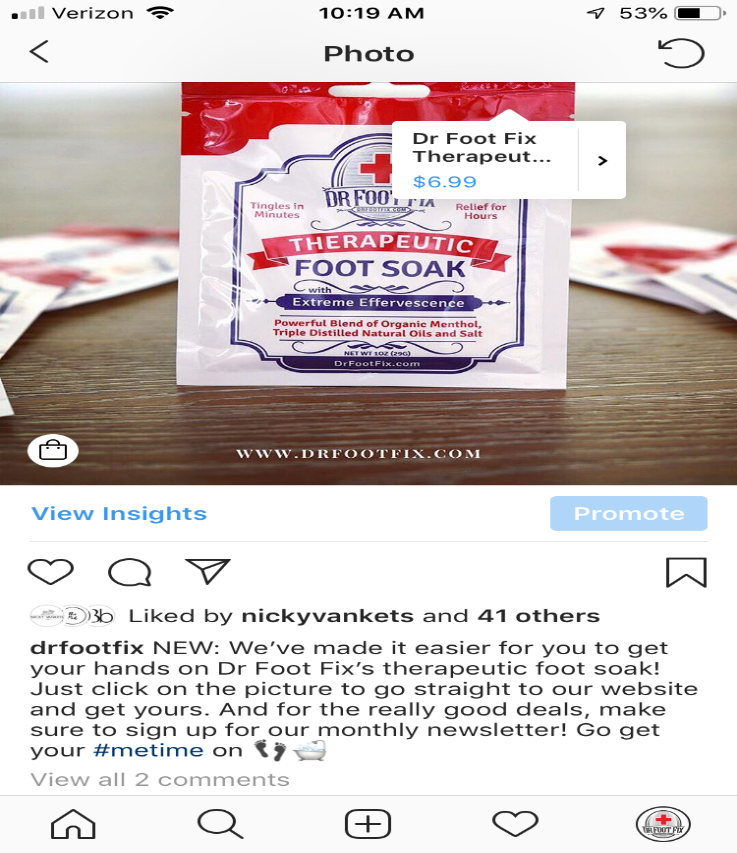 Verizon 10:19 AM 53%
Photo
Dr Foot Fix
Therapeut...
$6.99
DR FOOT FIX
DRFOOTFIX.COM
Tingles in
Minutes
Relief for
Hours
THERAPEUTIC
FOOT SOAK
with
Extreme Effervescence
Powerful Blend of Organic Menthol,
Triple Distilled Natural Oils and Salt
NET WT 1OZ (29G)
DrFootFix.com
WWW.DRFOOTFIX.COM
View Insights
Promote
Liked by nickyvankets and 41 others
drfootfix NEW: We've made it easier for you to get
your hands on Dr Foot Fix's therapeutic foot soak!
Just click on the picture to go straight to our website
and get yours. And for the really good deals, make
sure to sign up for our monthly newsletter! Go get
your #metime on 👣🛀
View all 2 comments
DR FOOT FIX